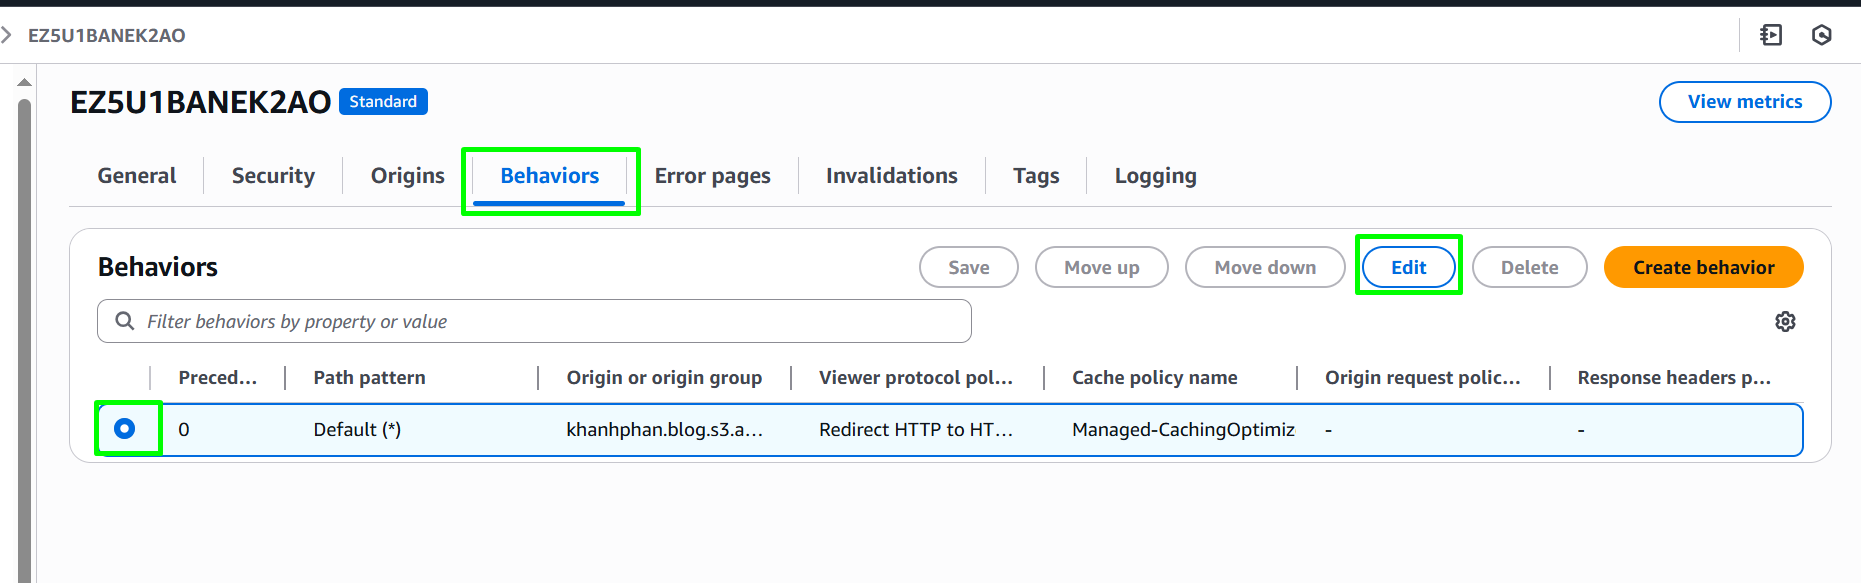 EZ5U1BANEK2AO
EZ5U1BANEK2AO Standard View metrics
General Security Origins Behaviors Error pages Invalidations Tags Logging
Behaviors Save Move up Move down Edit Delete Create behavior
Filter behaviors by property or value
Preced... Path pattern Origin or origin group Viewer protocol pol... Cache policy name Origin request polic... Response headers p...
0 Default (*) khanhphan.blog.s3.a... Redirect HTTP to HT... Managed-CachingOptimiz - -